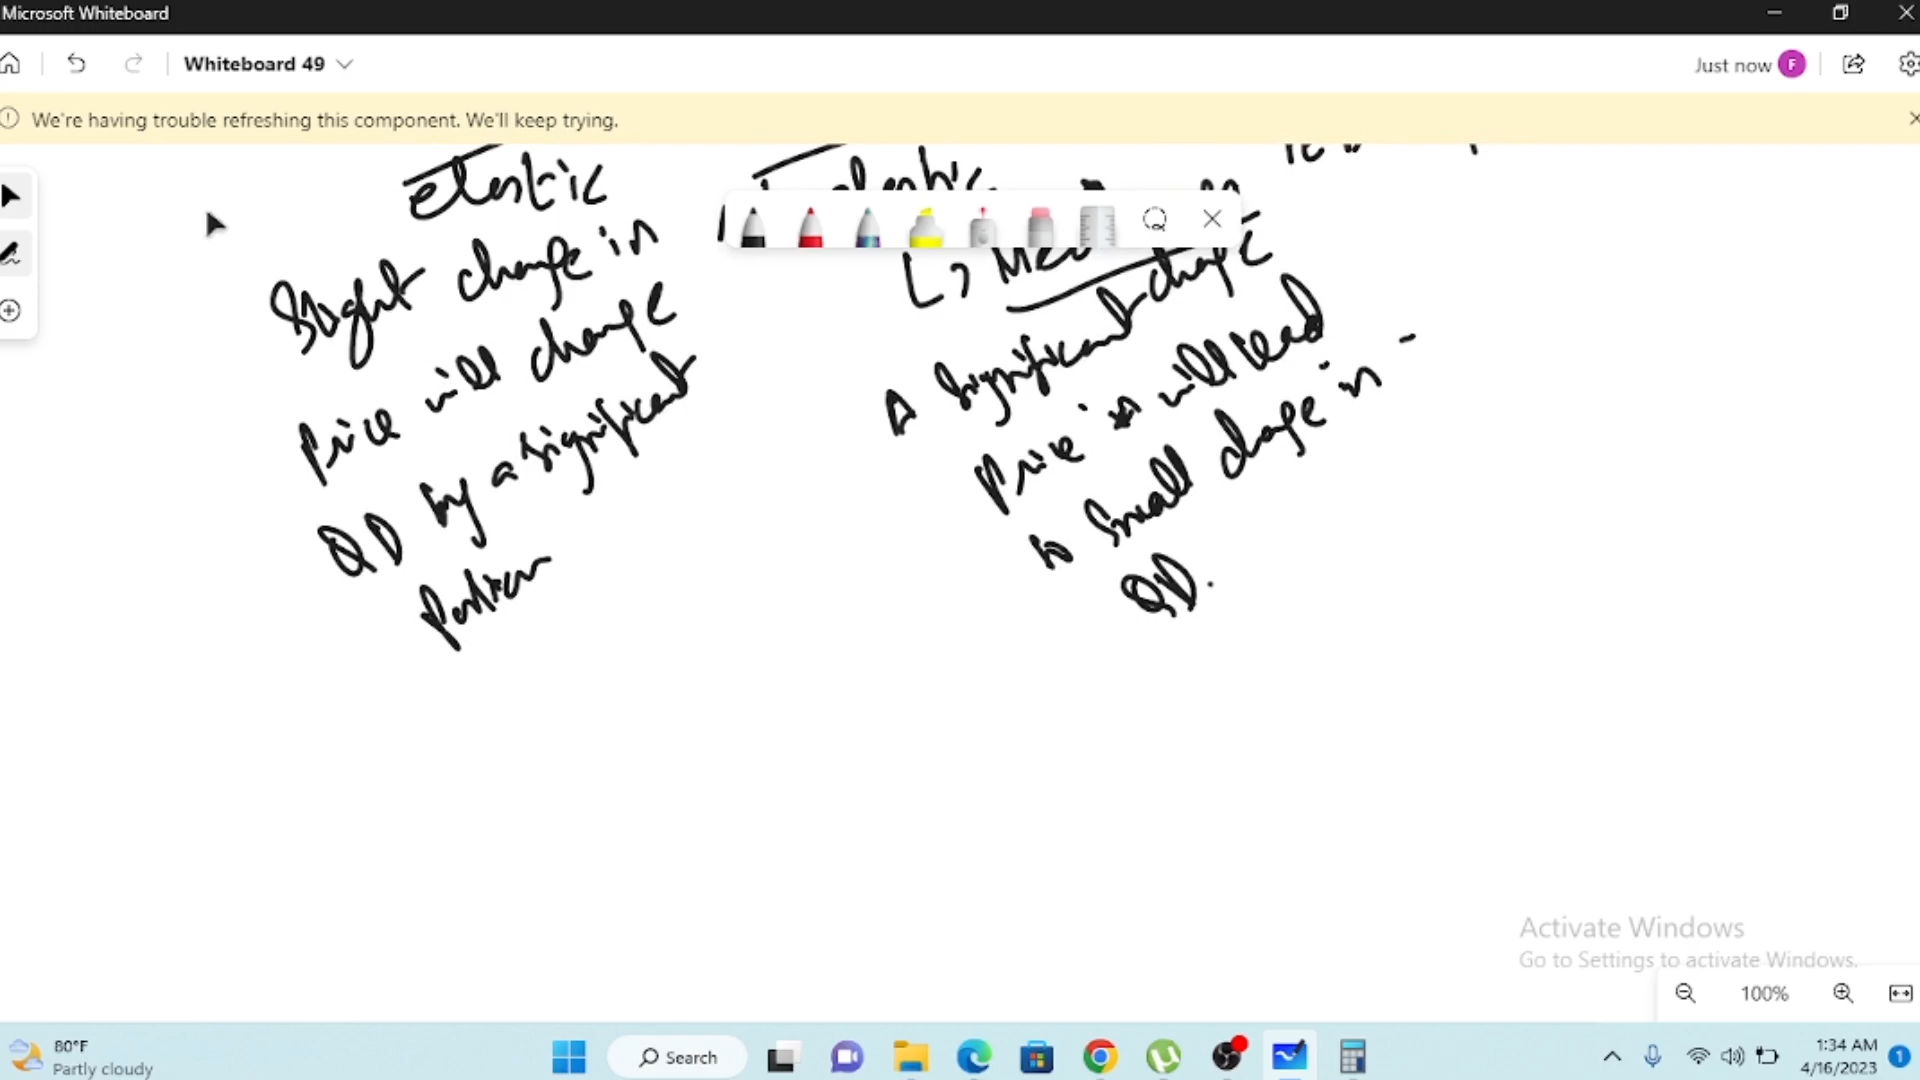 Microsoft Whiteboard
Whiteboard 49
Just now F
We're having trouble refreshing this component. We'll keep trying.
elastic
Slight change in
Price will change
QD by a significant
Portion
A significant change
Price in will lead
to small change in
QD.
Activate Windows
Go to Settings to activate Windows.
100%
80°F
Partly cloudy
Search
1:34 AM
4/16/2023
1